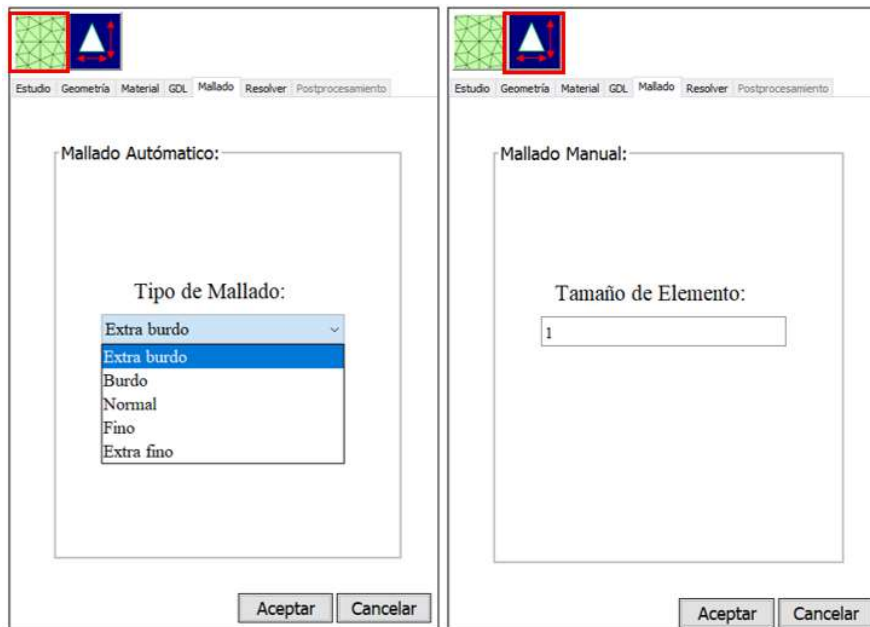 Estudio Geometría Material GDL Mallado Resolver Postprocesamiento
Mallado Autómatico:
Tipo de Mallado:
Extra burdo
Extra burdo
Burdo
Normal
Fino
Extra fino
Aceptar Cancelar
Estudio Geometría Material GDL Mallado Resolver Postprocesamiento
Mallado Manual:
Tamaño de Elemento:
1
Aceptar Cancelar